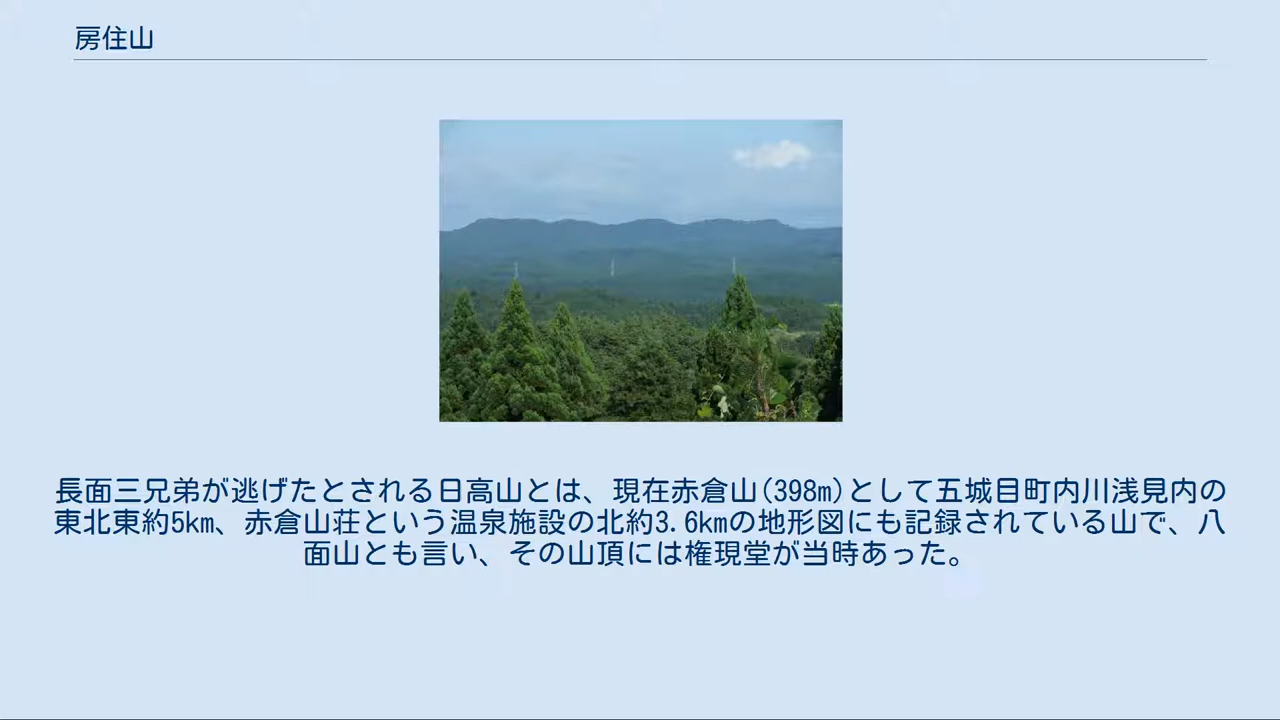 房住山
長面三兄弟が逃げたとされる日高山とは、現在赤倉山(398m)として五城目町内川浅見内の
東北東約5km、赤倉山荘という温泉施設の北約3.6kmの地形図にも記録されている山で、八
面山とも言い、その山頂には権現堂が当時あった。